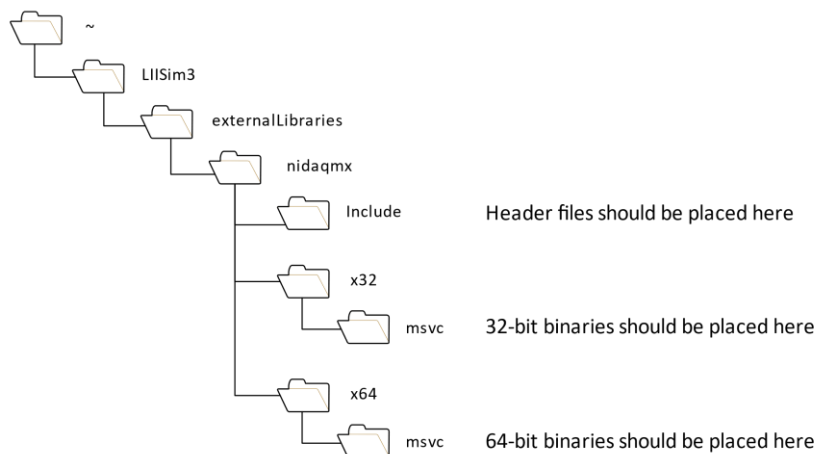 ~
LIISim3
externalLibraries
nidaqmx
Include Header files should be placed here
x32
msvc 32-bit binaries should be placed here
x64
msvc 64-bit binaries should be placed here